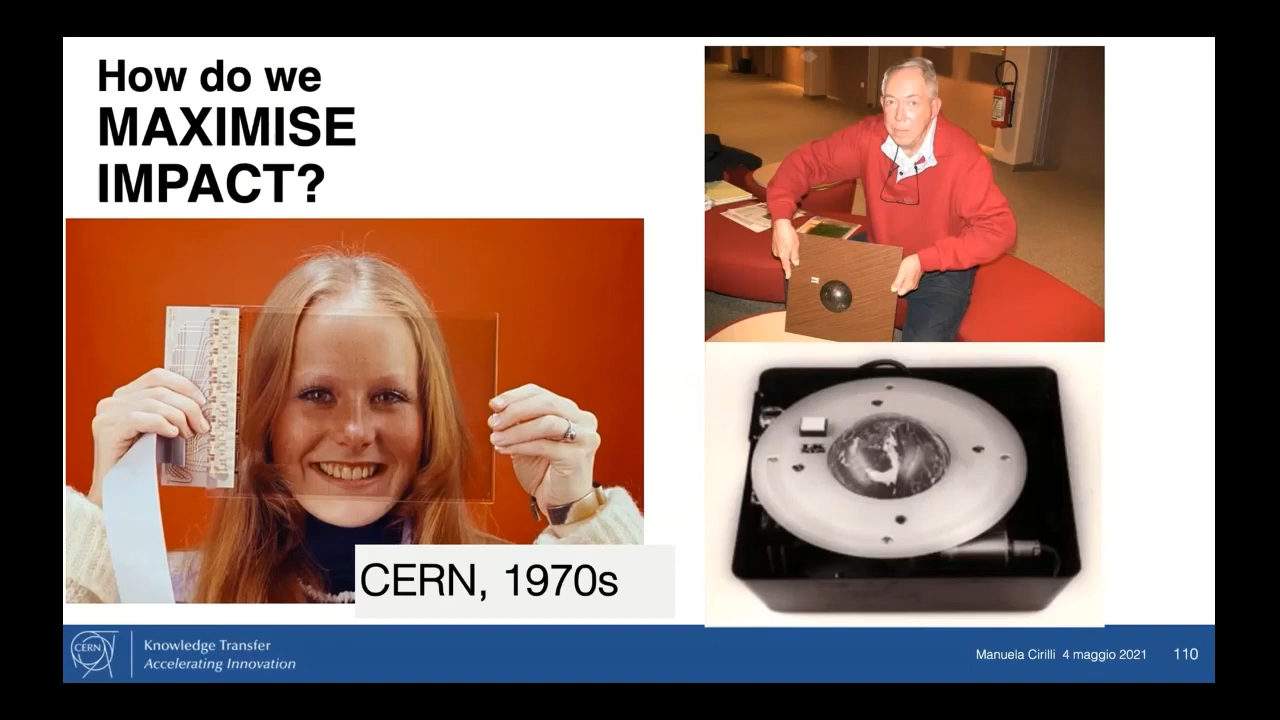 How do we
MAXIMISE
IMPACT?
CERN, 1970s
CERN
Knowledge Transfer
Accelerating Innovation
Manuela Cirilli 4 maggio 2021
110